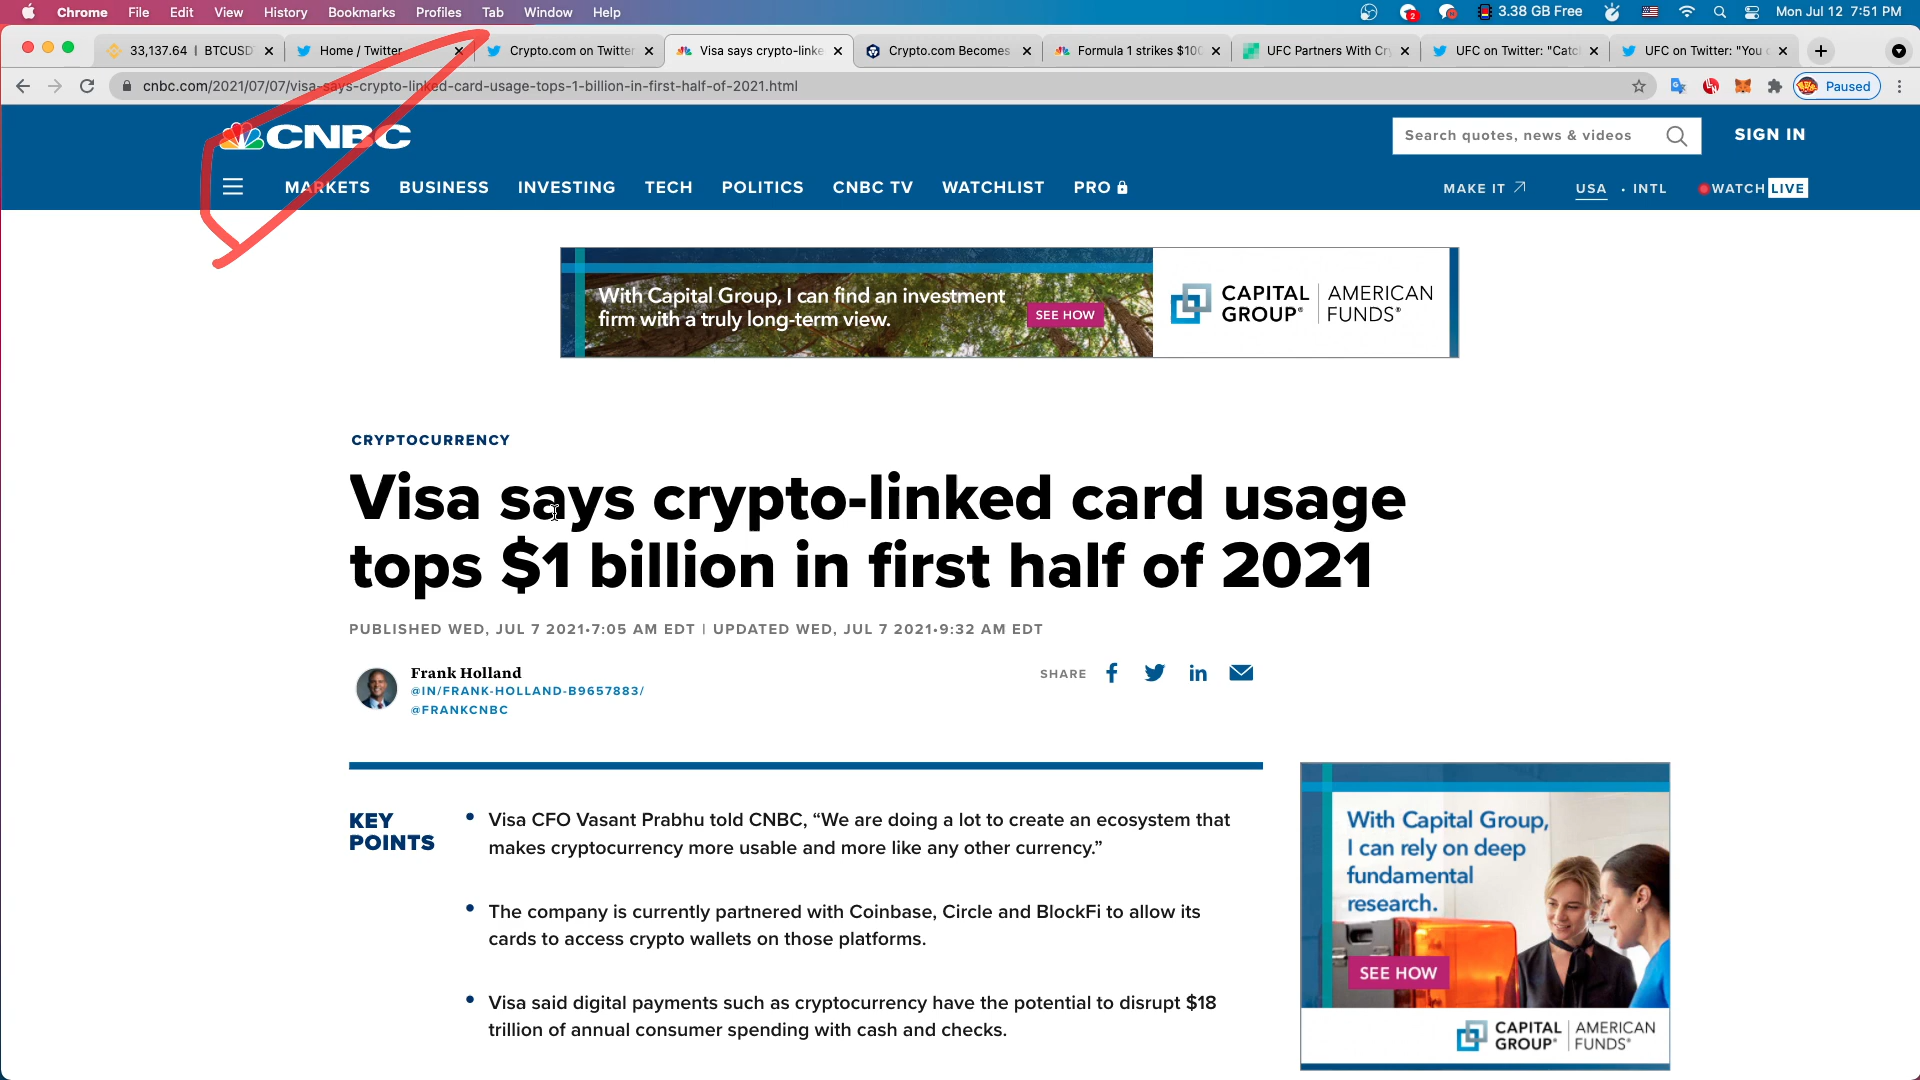 Chrome File Edit View History Bookmarks Profiles Tab Window Help 3.38 GB Free Mon Jul 12 7:51 PM
33,137.64 | BTCUSD Home / Twitter Crypto.com on Twitter Visa says crypto-linke Crypto.com Becomes Formula 1 strikes $100 UFC Partners With Cry UFC on Twitter: "Catc UFC on Twitter: "You
cnbc.com/2021/07/07/visa-says-crypto-linked-card-usage-tops-1-billion-in-first-half-of-2021.html Paused
CNBC
Search quotes, news & videos SIGN IN
MARKETS BUSINESS INVESTING TECH POLITICS CNBC TV WATCHLIST PRO MAKE IT USA • INTL WATCH LIVE
With Capital Group, I can find an investment
firm with a truly long-term view.
SEE HOW
CAPITAL GROUP® | AMERICAN FUNDS®
CRYPTOCURRENCY
Visa says crypto-linked card usage
tops $1 billion in first half of 2021
PUBLISHED WED, JUL 7 2021•7:05 AM EDT | UPDATED WED, JUL 7 2021•9:32 AM EDT
Frank Holland
@IN/FRANK-HOLLAND-B9657883/
@FRANKCNBC
SHARE
KEY
POINTS
• Visa CFO Vasant Prabhu told CNBC, “We are doing a lot to create an ecosystem that
makes cryptocurrency more usable and more like any other currency.”
• The company is currently partnered with Coinbase, Circle and BlockFi to allow its
cards to access crypto wallets on those platforms.
• Visa said digital payments such as cryptocurrency have the potential to disrupt $18
trillion of annual consumer spending with cash and checks.
With Capital Group,
I can rely on deep
fundamental
research.
SEE HOW
CAPITAL GROUP® | AMERICAN FUNDS®